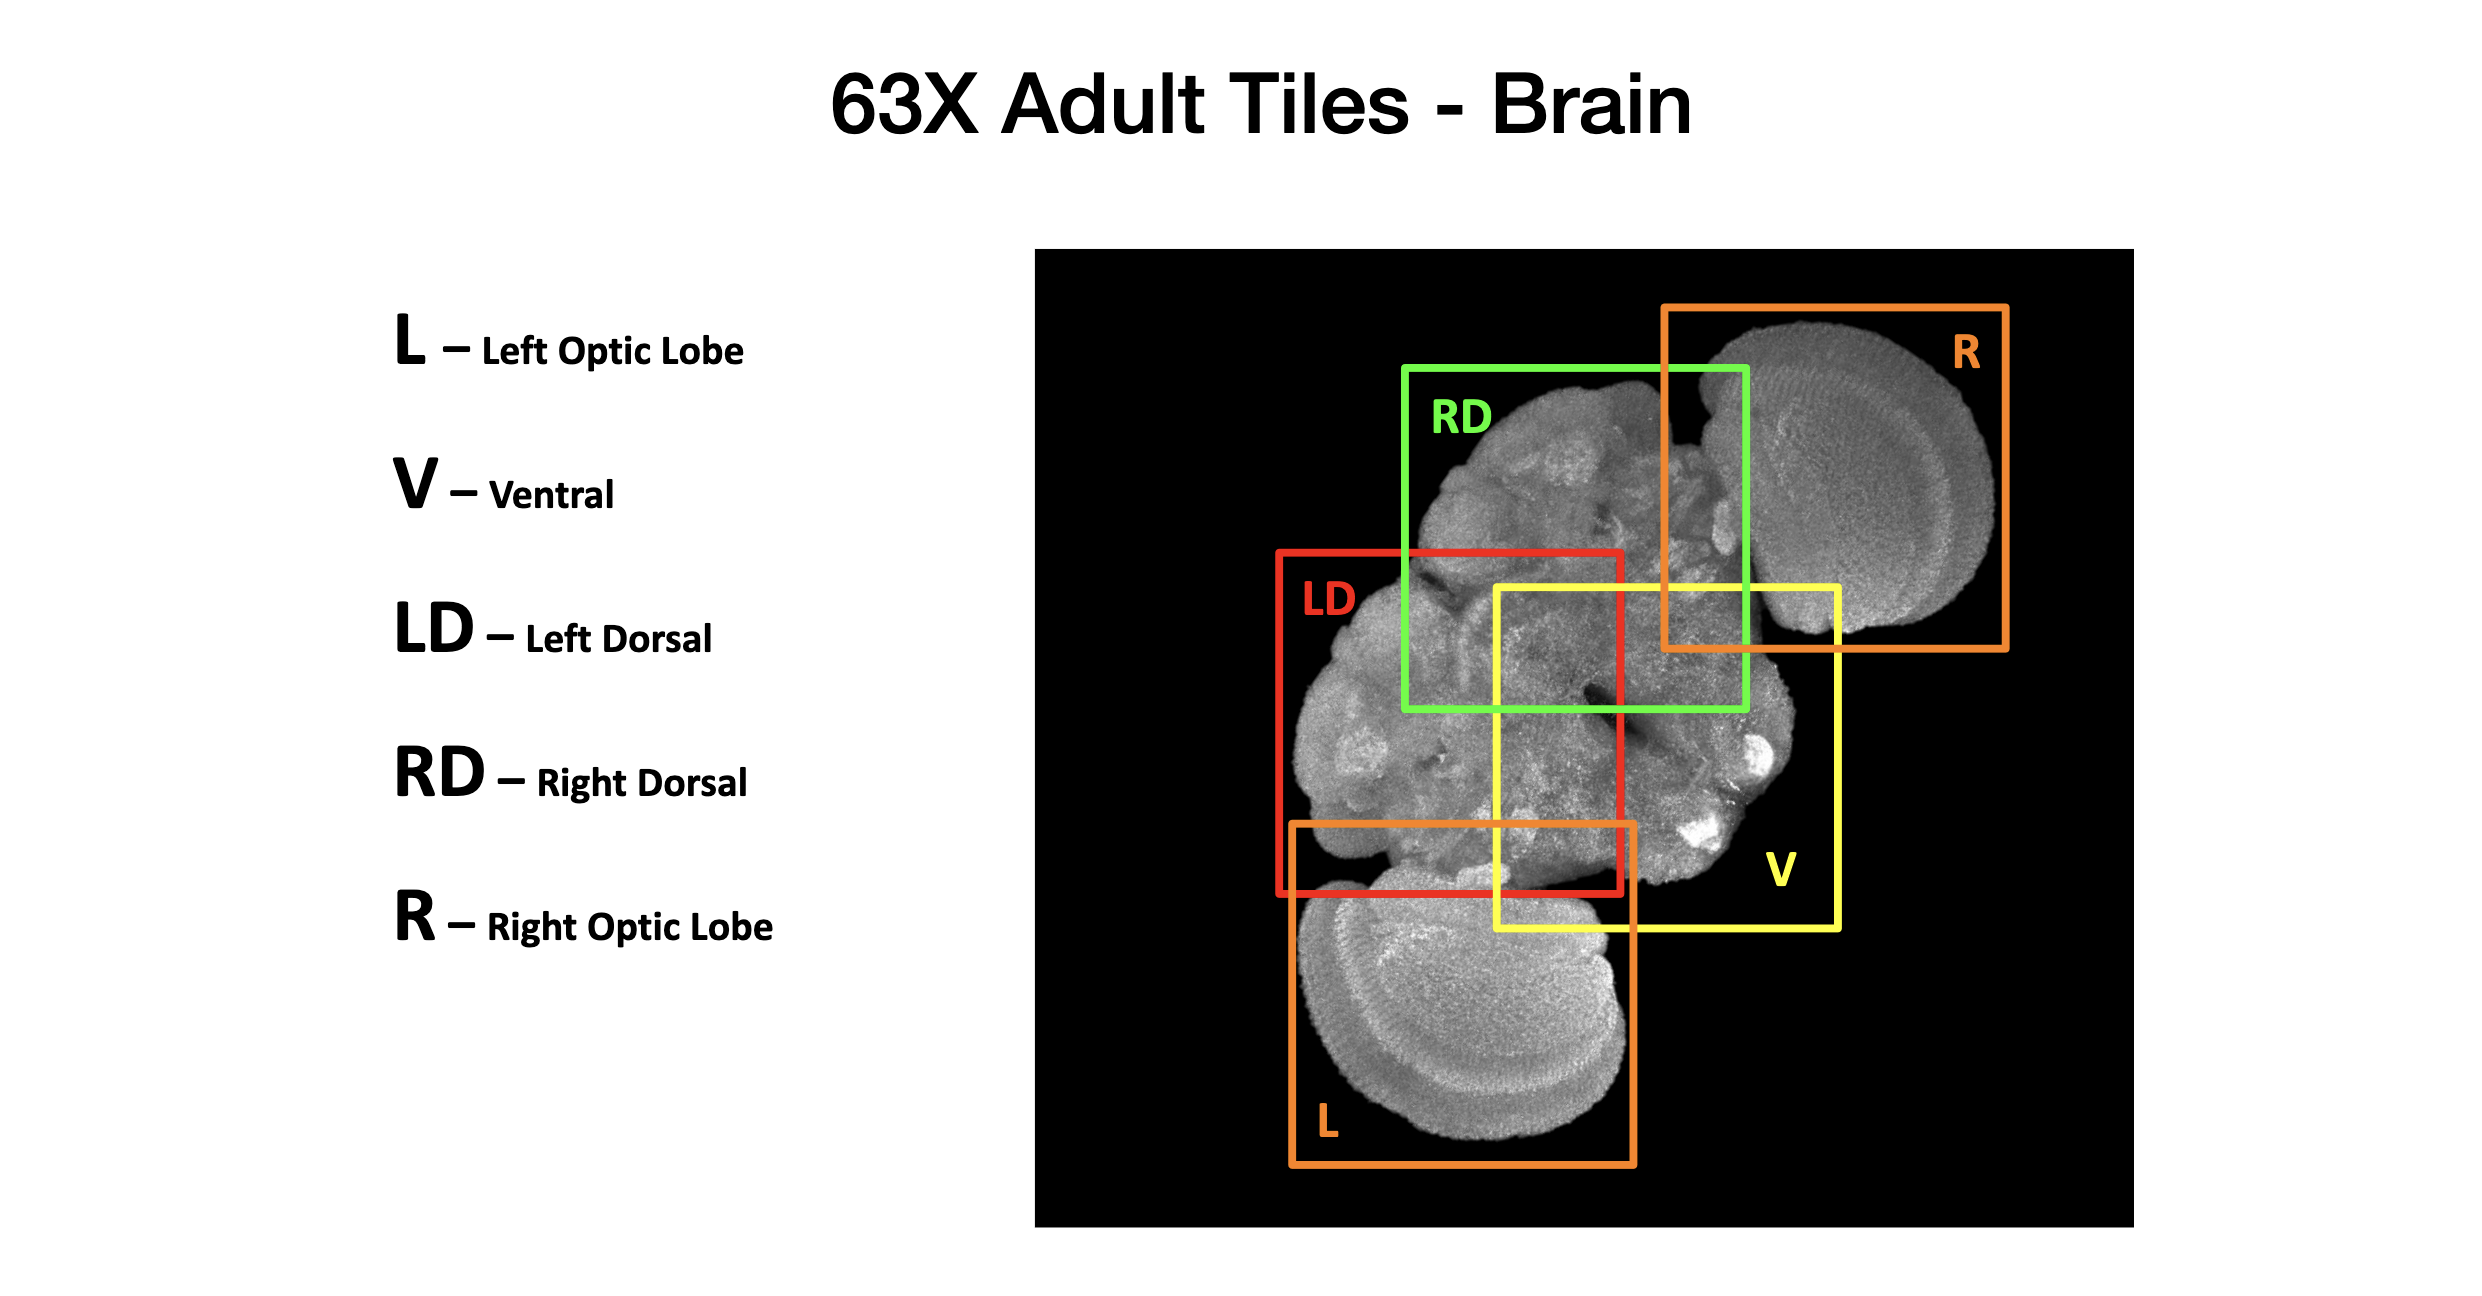 63X Adult Tiles - Brain
L – Left Optic Lobe
V – Ventral
LD – Left Dorsal
RD – Right Dorsal
R – Right Optic Lobe
R
RD
LD
V
L